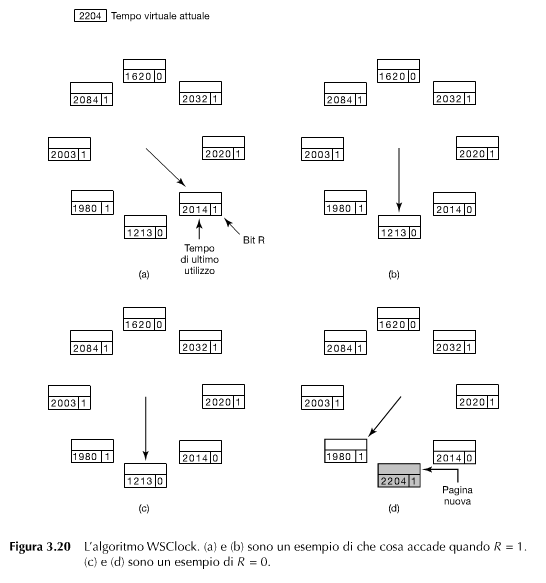 2204 Tempo virtuale attuale
1620 0
2084 1
2032 1
2003 1
2020 1
1980 1
2014 1
1213 0
Tempo
di ultimo
utilizzo
Bit R
(a)
1620 0
2084 1
2032 1
2003 1
2020 1
1980 1
2014 0
1213 0
(b)
1620 0
2084 1
2032 1
2003 1
2020 1
1980 1
2014 0
1213 0
(c)
1620 0
2084 1
2032 1
2003 1
2020 1
1980 1
2014 0
2204 1
Pagina
nuova
(d)
Figura 3.20 L'algoritmo WSClock. (a) e (b) sono un esempio di che cosa accade quando R = 1.
(c) e (d) sono un esempio di R = 0.